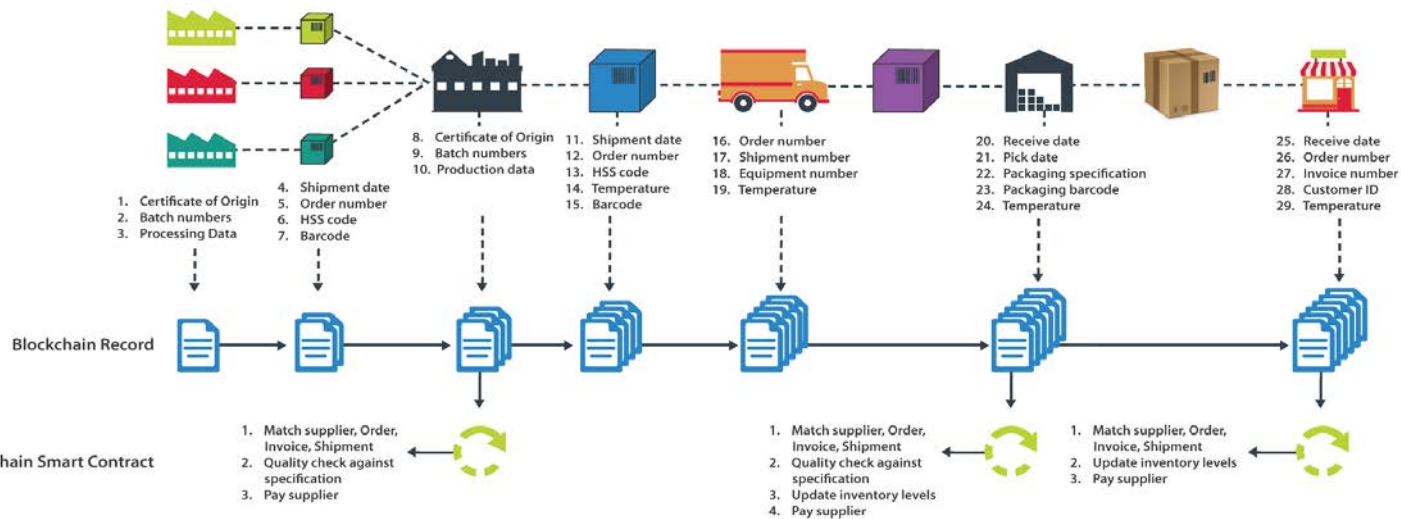 1. Certificate of Origin
2. Batch numbers
3. Processing Data
4. Shipment date
5. Order number
6. HSS code
7. Barcode
8. Certificate of Origin
9. Batch numbers
10. Production data
11. Shipment date
12. Order number
13. HSS code
14. Temperature
15. Barcode
16. Order number
17. Shipment number
18. Equipment number
19. Temperature
20. Receive date
21. Pick date
22. Packaging specification
23. Packaging barcode
24. Temperature
25. Receive date
26. Order number
27. Invoice number
28. Customer ID
29. Temperature
Blockchain Record
hain Smart Contract
1. Match supplier, Order,
Invoice, Shipment
2. Quality check against
specification
3. Pay supplier
1. Match supplier, Order,
Invoice, Shipment
2. Quality check against
specification
3. Update inventory levels
4. Pay supplier
1. Match supplier, Order,
Invoice, Shipment
2. Update inventory levels
3. Pay supplier